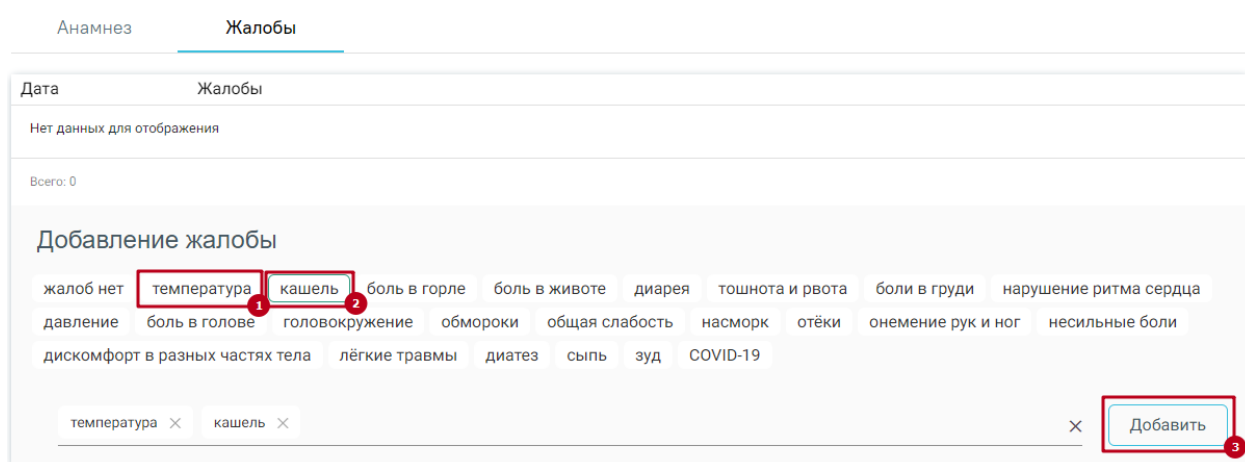 Анамнез Жалобы
Дата Жалобы
Нет данных для отображения
Всего: 0
Добавление жалобы
жалоб нет температура кашель боль в горле боль в животе диарея тошнота и рвота боли в груди нарушение ритма сердца
1 2
давление боль в голове головокружение обмороки общая слабость насморк отёки онемение рук и ног несильные боли
дискомфорт в разных частях тела лёгкие травмы диатез сыпь зуд COVID-19
температура × кашель × × Добавить
3